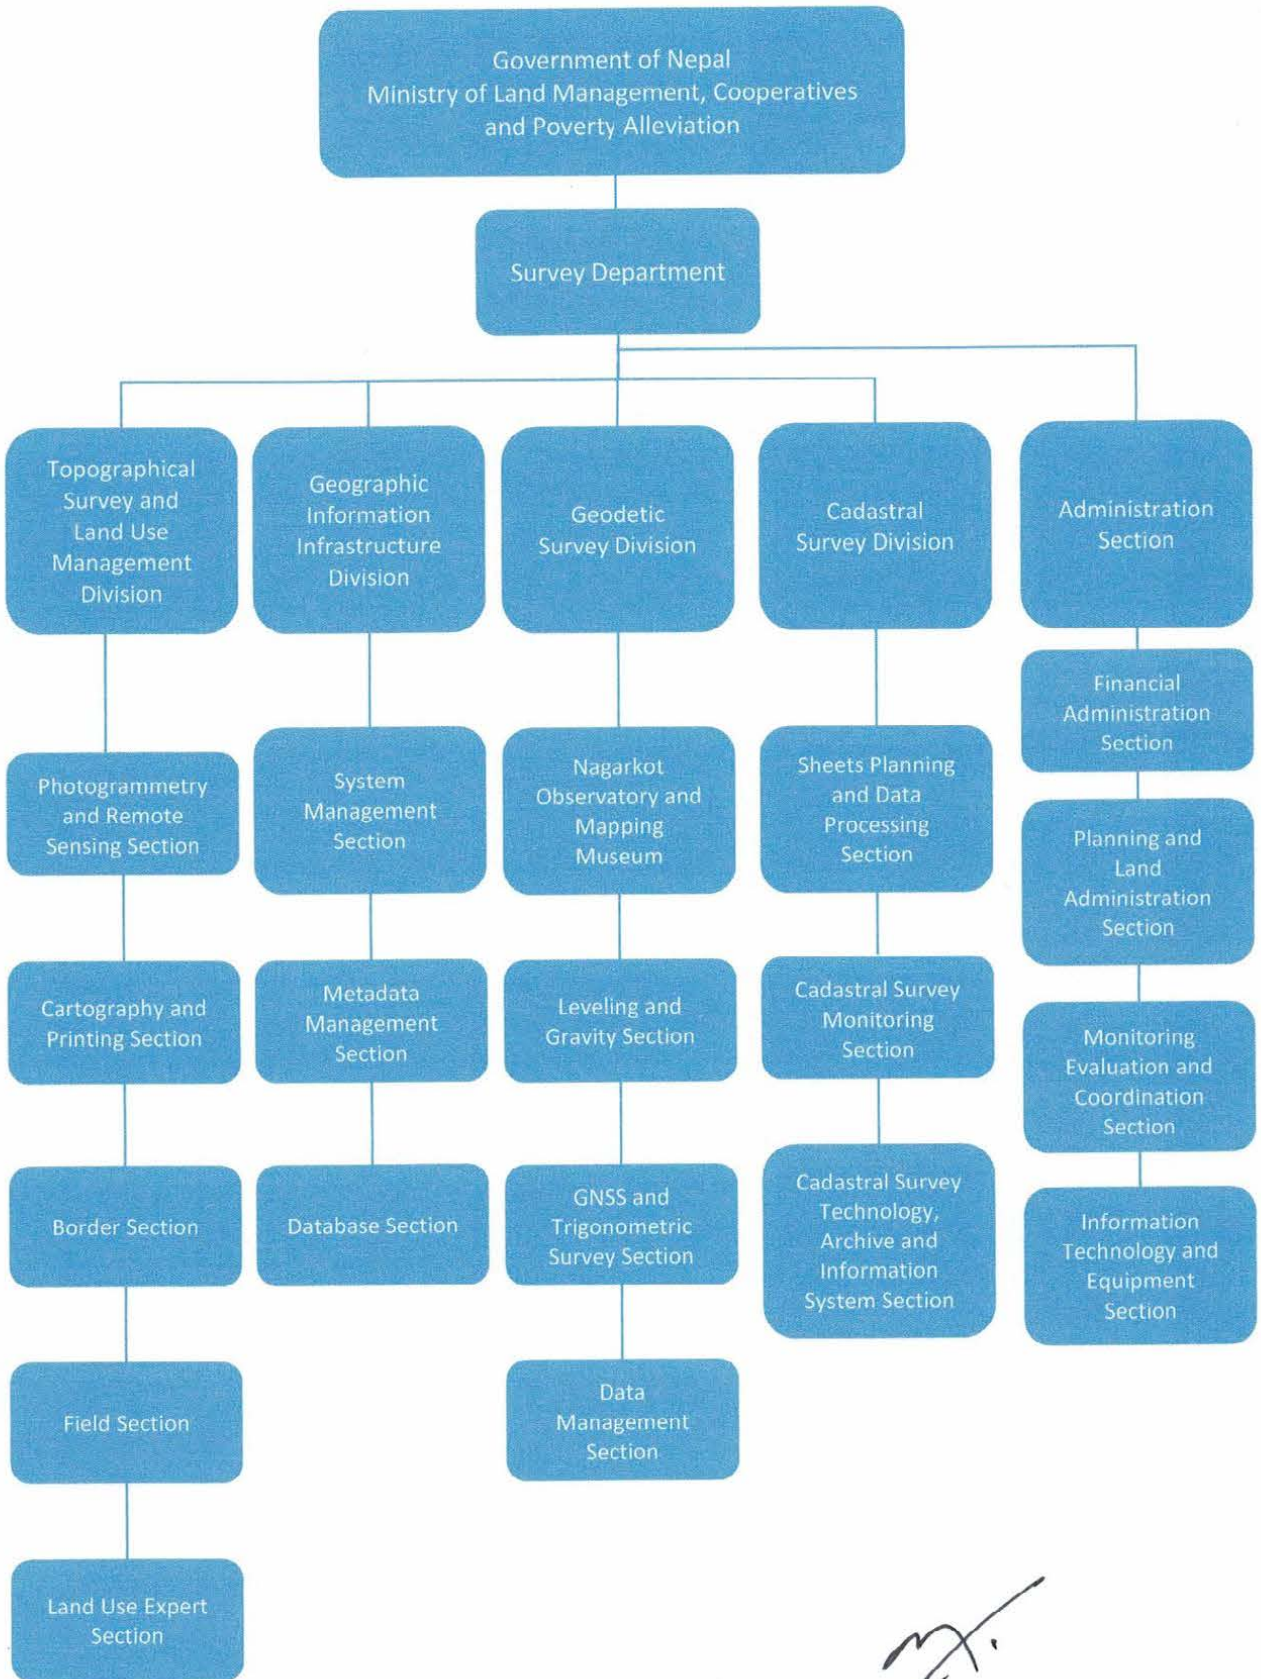 Government of Nepal
Ministry of Land Management, Cooperatives
and Poverty Alleviation
Survey Department
Topographical
Survey and
Land Use
Management
Division
Geographic
Information
Infrastructure
Division
Geodetic
Survey Division
Cadastral
Survey Division
Administration
Section
Photogrammetry
and Remote
Sensing Section
Cartography and
Printing Section
Border Section
Field Section
Land Use Expert
Section
System
Management
Section
Metadata
Management
Section
Database Section
Nagarkot
Observatory and
Mapping
Museum
Leveling and
Gravity Section
GNSS and
Trigonometric
Survey Section
Data
Management
Section
Sheets Planning
and Data
Processing
Section
Cadastral Survey
Monitoring
Section
Cadastral Survey
Technology,
Archive and
Information
System Section
Financial
Administration
Section
Planning and
Land
Administration
Section
Monitoring
Evaluation and
Coordination
Section
Information
Technology and
Equipment
Section